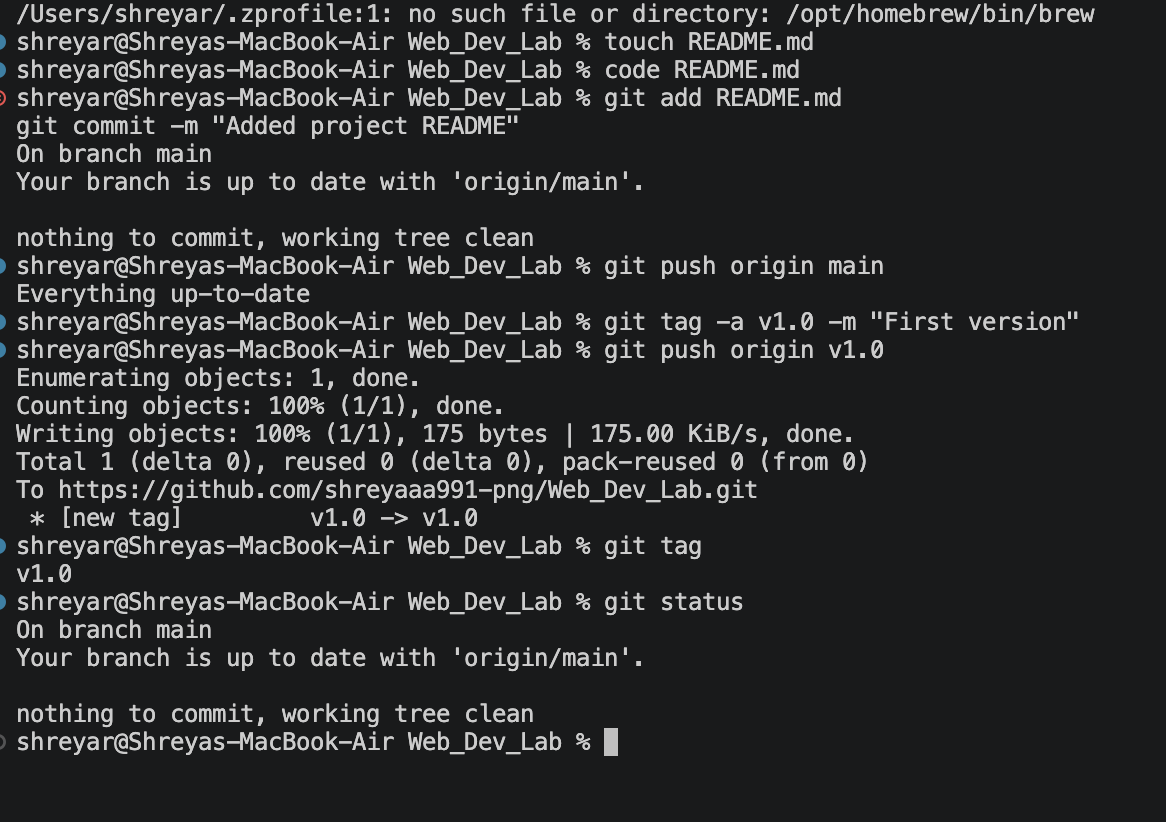 /Users/shreyar/.zprofile:1: no such file or directory: /opt/homebrew/bin/brew
shreyar@Shreyas-MacBook-Air Web_Dev_Lab % touch README.md
shreyar@Shreyas-MacBook-Air Web_Dev_Lab % code README.md
shreyar@Shreyas-MacBook-Air Web_Dev_Lab % git add README.md
git commit -m "Added project README"
On branch main
Your branch is up to date with 'origin/main'.

nothing to commit, working tree clean
shreyar@Shreyas-MacBook-Air Web_Dev_Lab % git push origin main
Everything up-to-date
shreyar@Shreyas-MacBook-Air Web_Dev_Lab % git tag -a v1.0 -m "First version"
shreyar@Shreyas-MacBook-Air Web_Dev_Lab % git push origin v1.0
Enumerating objects: 1, done.
Counting objects: 100% (1/1), done.
Writing objects: 100% (1/1), 175 bytes | 175.00 KiB/s, done.
Total 1 (delta 0), reused 0 (delta 0), pack-reused 0 (from 0)
To https://github.com/shreyaaa991-png/Web_Dev_Lab.git
 * [new tag]         v1.0 -> v1.0
shreyar@Shreyas-MacBook-Air Web_Dev_Lab % git tag
v1.0
shreyar@Shreyas-MacBook-Air Web_Dev_Lab % git status
On branch main
Your branch is up to date with 'origin/main'.

nothing to commit, working tree clean
shreyar@Shreyas-MacBook-Air Web_Dev_Lab %